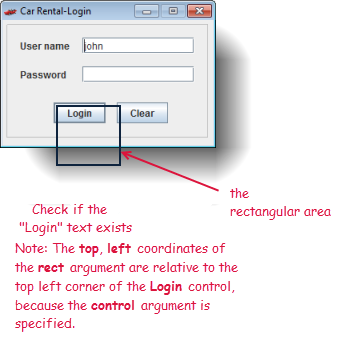 Car Rental-Login
User name
john
Password
Login
Clear
the
rectangular area
Check if the
"Login" text exists
Note: The top, left coordinates of
the rect argument are relative to the
top left corner of the Login control,
because the control argument is
specified.